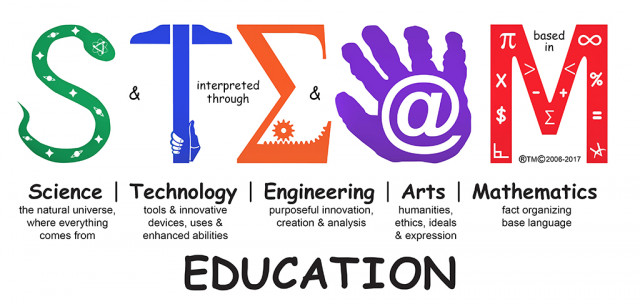 S & T interpreted through E & @ M based in
π ∞
X > - + < %
$ Σ =
®TM©2006-2017
Science | Technology | Engineering | Arts | Mathematics
the natural universe, where everything comes from
tools & innovative devices, uses & enhanced abilities
purposeful innovation, creation & analysis
humanities, ethics, ideals & expression
fact organizing base language
EDUCATION